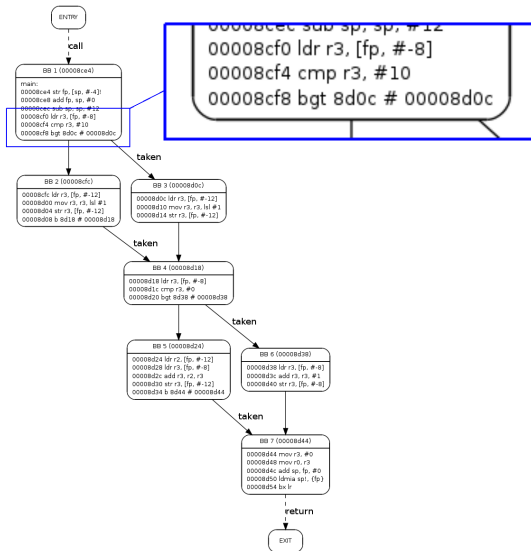 ENTRY
call
BB 1 (00008ce4)
main:
00008ce4 str fp, [sp, #-4]!
00008ce8 add fp, sp, #0
00008cec sub sp, sp, #12
00008cf0 ldr r3, [fp, #-8]
00008cf4 cmp r3, #10
00008cf8 bgt 8d0c # 00008d0c
00008cec sub sp, sp, #12
00008cf0 ldr r3, [fp, #-8]
00008cf4 cmp r3, #10
00008cf8 bgt 8d0c # 00008d0c
taken
BB 2 (00008cfc)
00008cfc ldr r3, [fp, #-12]
00008d00 mov r3, r3, lsl #1
00008d04 str r3, [fp, #-12]
00008d08 b 8d18 # 00008d18
BB 3 (00008d0c)
00008d0c ldr r3, [fp, #-12]
00008d10 mov r3, r3, lsl #1
00008d14 str r3, [fp, #-12]
taken
BB 4 (00008d18)
00008d18 ldr r3, [fp, #-8]
00008d1c cmp r3, #0
00008d20 bgt 8d38 # 00008d38
taken
BB 5 (00008d24)
00008d24 ldr r2, [fp, #-12]
00008d28 ldr r3, [fp, #-8]
00008d2c add r3, r2, r3
00008d30 str r3, [fp, #-12]
00008d34 b 8d44 # 00008d44
BB 6 (00008d38)
00008d38 ldr r3, [fp, #-8]
00008d3c add r3, r3, #1
00008d40 str r3, [fp, #-8]
taken
BB 7 (00008d44)
00008d44 mov r3, #0
00008d48 mov r0, r3
00008d4c add sp, fp, #0
00008d50 ldmia sp!, {fp}
00008d54 bx lr
return
EXIT